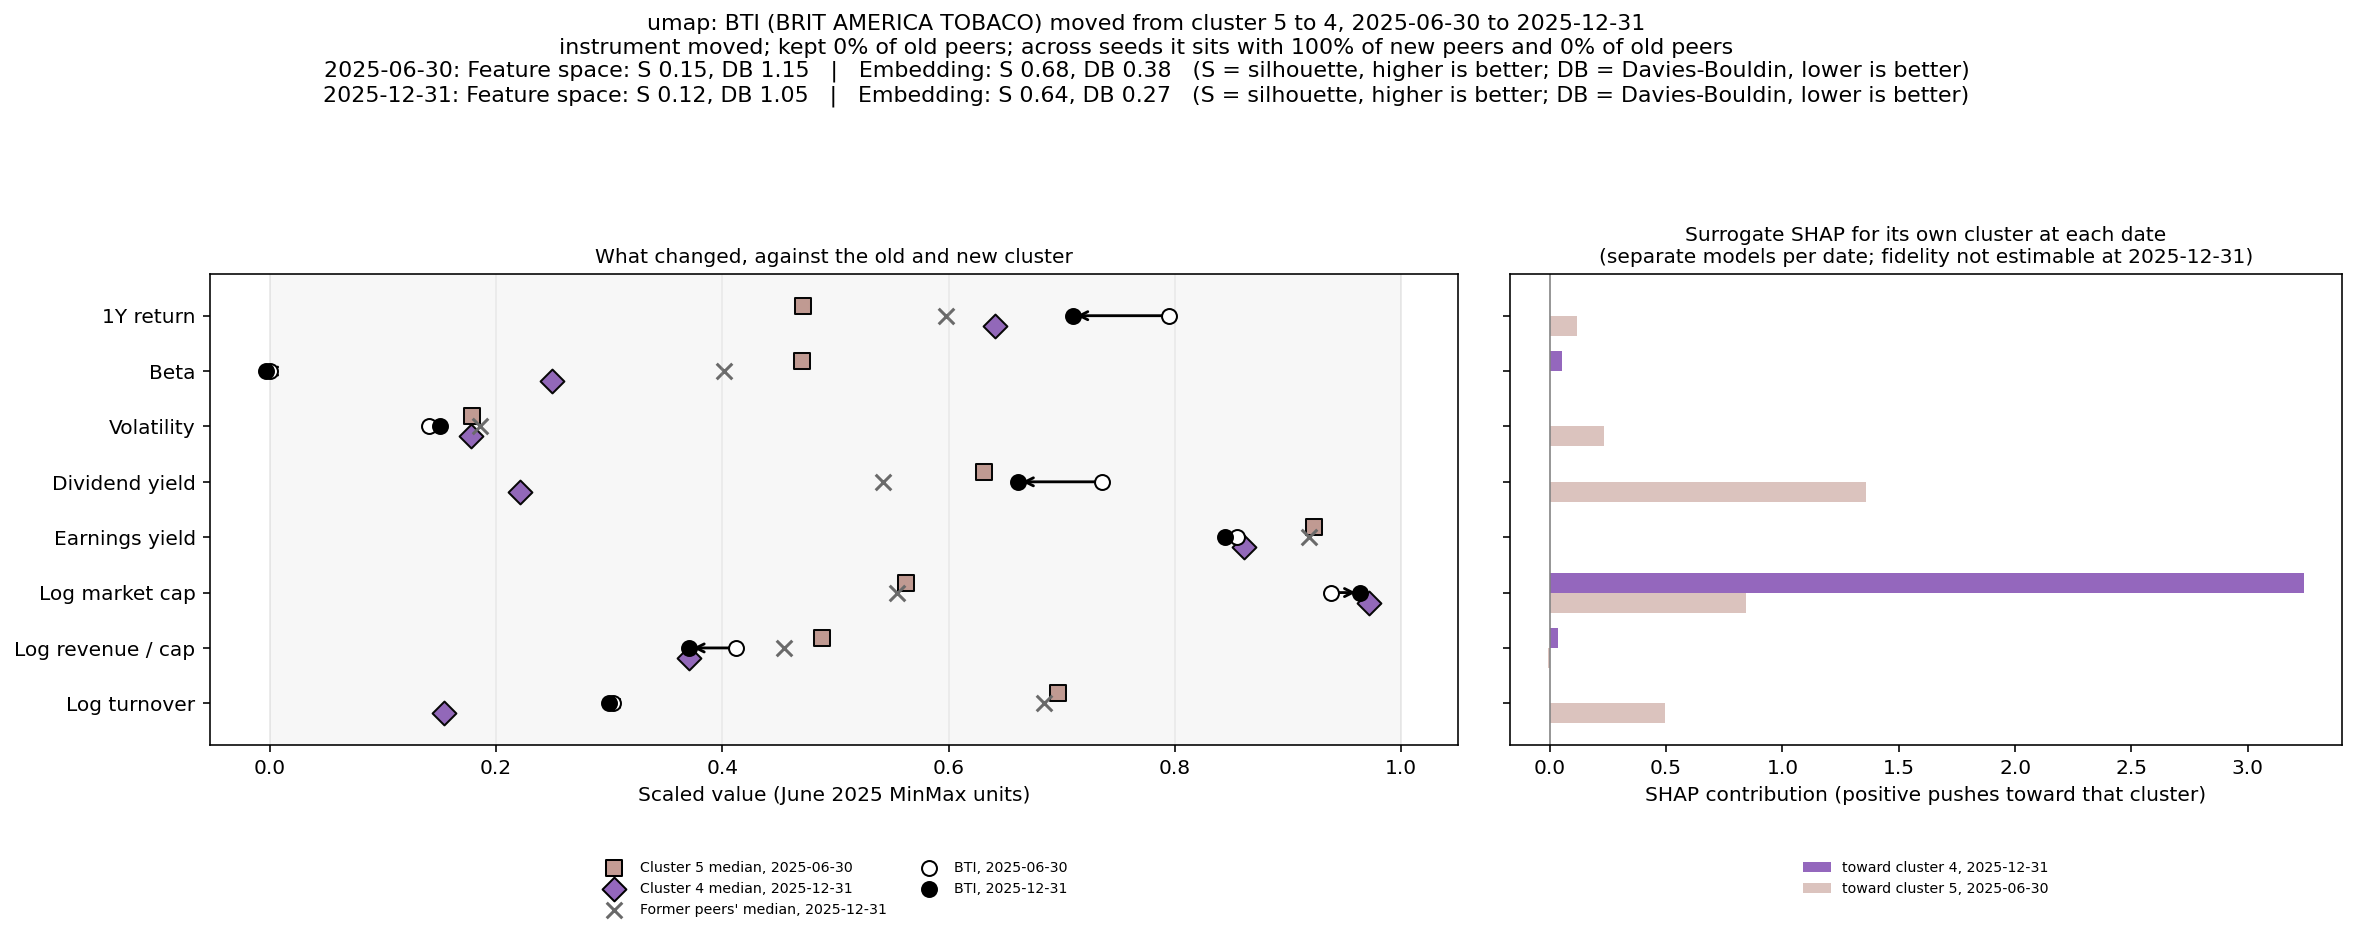 umap: BTI (BRIT AMERICA TOBACO) moved from cluster 5 to 4, 2025-06-30 to 2025-12-31
instrument moved; kept 0% of old peers; across seeds it sits with 100% of new peers and 0% of old peers
2025-06-30: Feature space: S 0.15, DB 1.15 | Embedding: S 0.68, DB 0.38 (S = silhouette, higher is better; DB = Davies-Bouldin, lower is better)
2025-12-31: Feature space: S 0.12, DB 1.05 | Embedding: S 0.64, DB 0.27 (S = silhouette, higher is better; DB = Davies-Bouldin, lower is better)
What changed, against the old and new cluster
1Y return
Beta
Volatility
Dividend yield
Earnings yield
Log market cap
Log revenue / cap
Log turnover
0.0 0.2 0.4 0.6 0.8 1.0
Scaled value (June 2025 MinMax units)
Cluster 5 median, 2025-06-30
Cluster 4 median, 2025-12-31
Former peers' median, 2025-12-31
BTI, 2025-06-30
BTI, 2025-12-31
Surrogate SHAP for its own cluster at each date
(separate models per date; fidelity not estimable at 2025-12-31)
0.0 0.5 1.0 1.5 2.0 2.5 3.0
SHAP contribution (positive pushes toward that cluster)
toward cluster 4, 2025-12-31
toward cluster 5, 2025-06-30